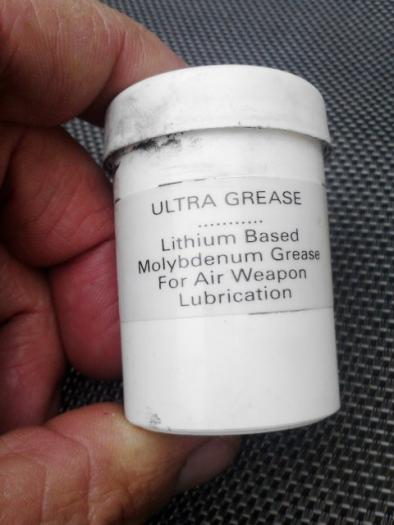 ULTRA GREASE
...........
Lithium Based
Molybdenum Grease
For Air Weapon
Lubrication